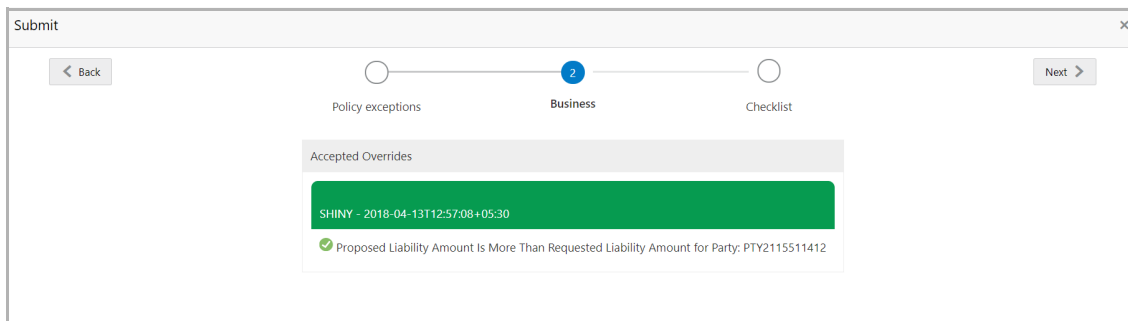 Submit
×
Back
2
Next
Policy exceptions
Business
Checklist
Accepted Overrides
SHINY - 2018-04-13T12:57:08+05:30
Proposed Liability Amount Is More Than Requested Liability Amount for Party: PTY2115511412